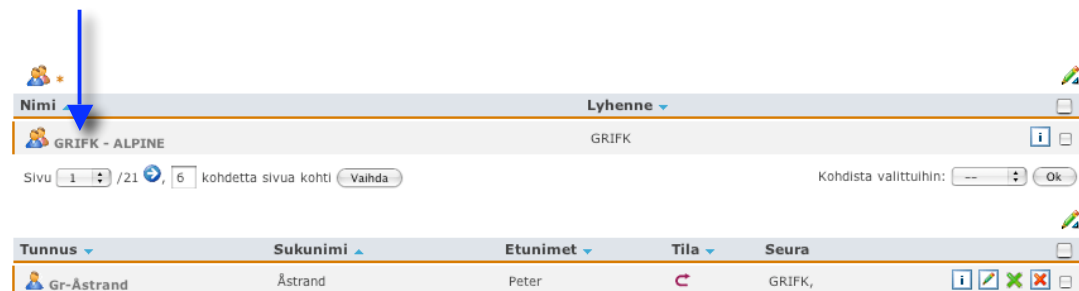 *
Nimi Lyhenne
GRIFK - ALPINE GRIFK i
Sivu 1 /21 , 6 kohdetta sivua kohti Vaihda Kohdista valittuihin: -- Ok
Tunnus Sukunimi Etunimet Tila Seura
Gr-Åstrand Åstrand Peter GRIFK, i